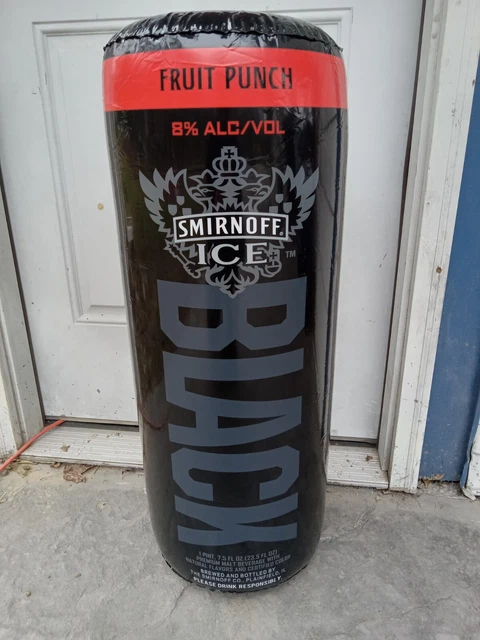 FRUIT PUNCH
8% ALC/VOL
SMIRNOFF
ICE TM
BLACK
1 PINT, 7.5 FL OZ (23.5 FL OZ)
PREMIUM MALT BEVERAGE WITH
NATURAL FLAVORS AND CERTIFIED COLOR
BREWED AND BOTTLED BY
THE SMIRNOFF CO., PLAINFIELD, IL
PLEASE DRINK RESPONSIBLY.